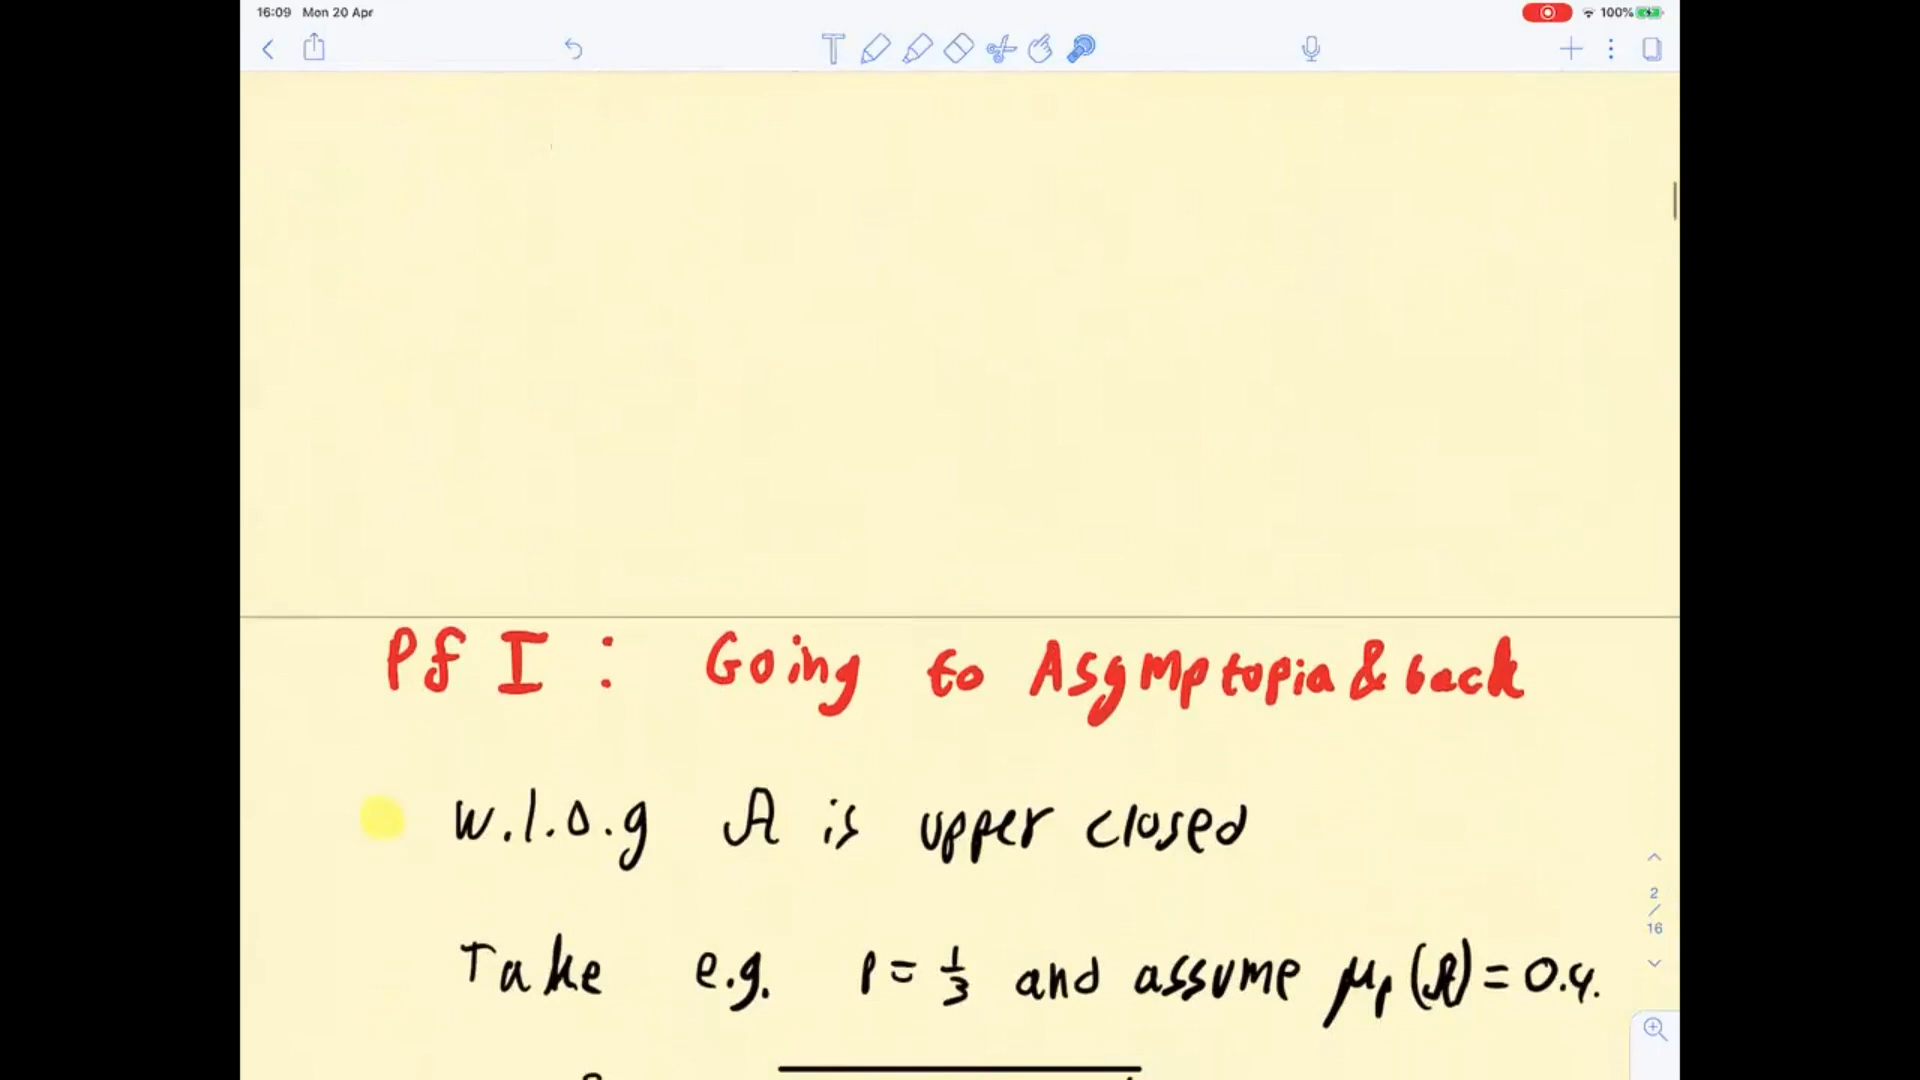 16:09 Mon 20 Apr
100%
Pf I : Going to Asymptopia & back
w.l.o.g A is upper closed
Take e.g. p = 1/3 and assume μp(A) = 0.4.
2
/
16